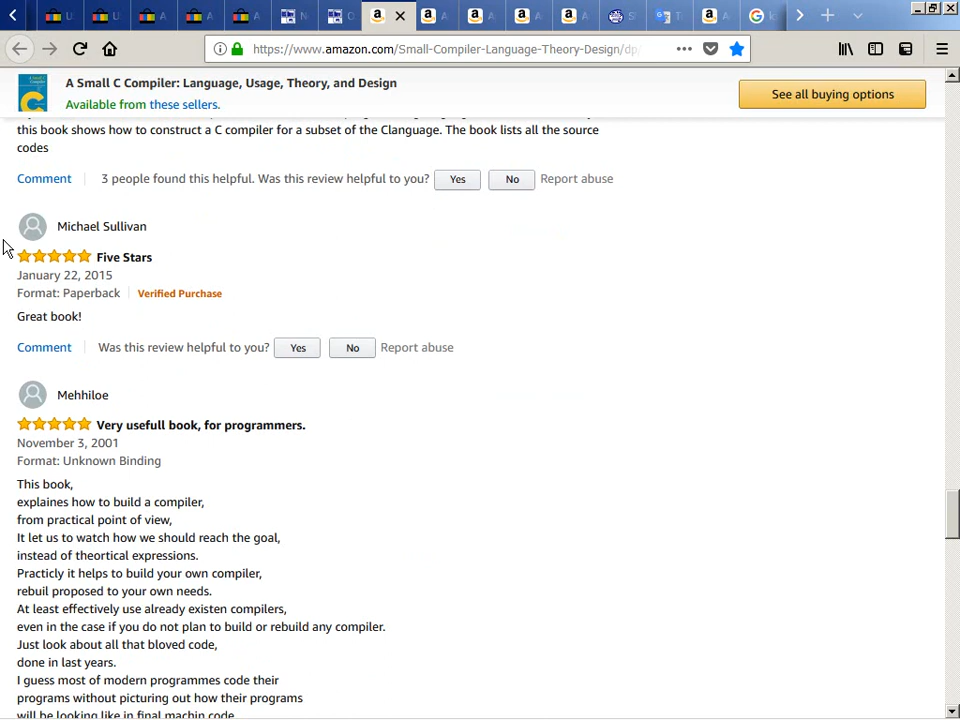 U
U
A
A
A
N
O
A
A
A
A
S
T
A
k
https://www.amazon.com/Small-Compiler-Language-Theory-Design/dp/
A Small C Compiler: Language, Usage, Theory, and Design
Available from these sellers.
See all buying options
this book shows how to construct a C compiler for a subset of the Clanguage. The book lists all the source
codes
Comment 3 people found this helpful. Was this review helpful to you? Yes No Report abuse
Michael Sullivan
Five Stars
January 22, 2015
Format: Paperback Verified Purchase
Great book!
Comment Was this review helpful to you? Yes No Report abuse
Mehhiloe
Very usefull book, for programmers.
November 3, 2001
Format: Unknown Binding
This book,
explaines how to build a compiler,
from practical point of view,
It let us to watch how we should reach the goal,
instead of theortical expressions.
Practicly it helps to build your own compiler,
rebuil proposed to your own needs.
At least effectively use already existen compilers,
even in the case if you do not plan to build or rebuild any compiler.
Just look about all that bloved code,
done in last years.
I guess most of modern programmes code their
programs without picturing out how their programs
will be looking like in final machin code